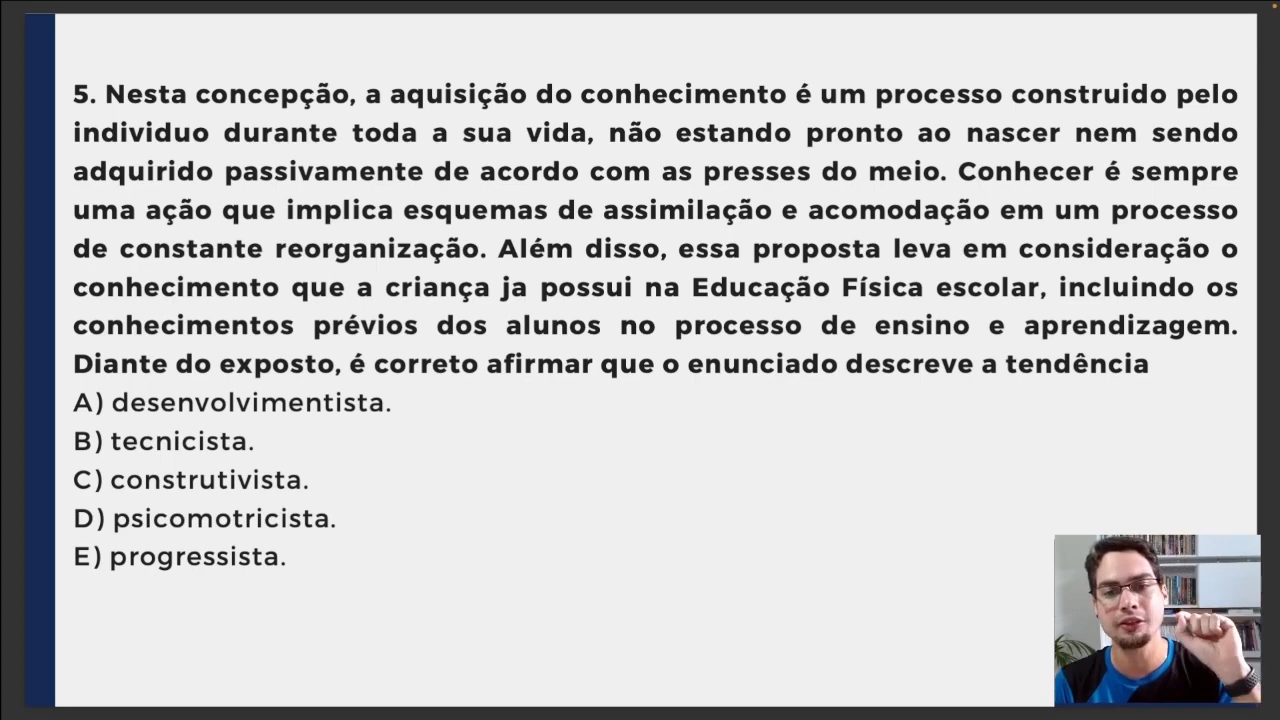 5. Nesta concepção, a aquisição do conhecimento é um processo construido pelo
individuo durante toda a sua vida, não estando pronto ao nascer nem sendo
adquirido passivamente de acordo com as presses do meio. Conhecer é sempre
uma ação que implica esquemas de assimilação e acomodação em um processo
de constante reorganização. Além disso, essa proposta leva em consideração o
conhecimento que a criança ja possui na Educação Física escolar, incluindo os
conhecimentos prévios dos alunos no processo de ensino e aprendizagem.
Diante do exposto, é correto afirmar que o enunciado descreve a tendência
A) desenvolvimentista.
B) tecnicista.
C) construtivista.
D) psicomotricista.
E) progressista.